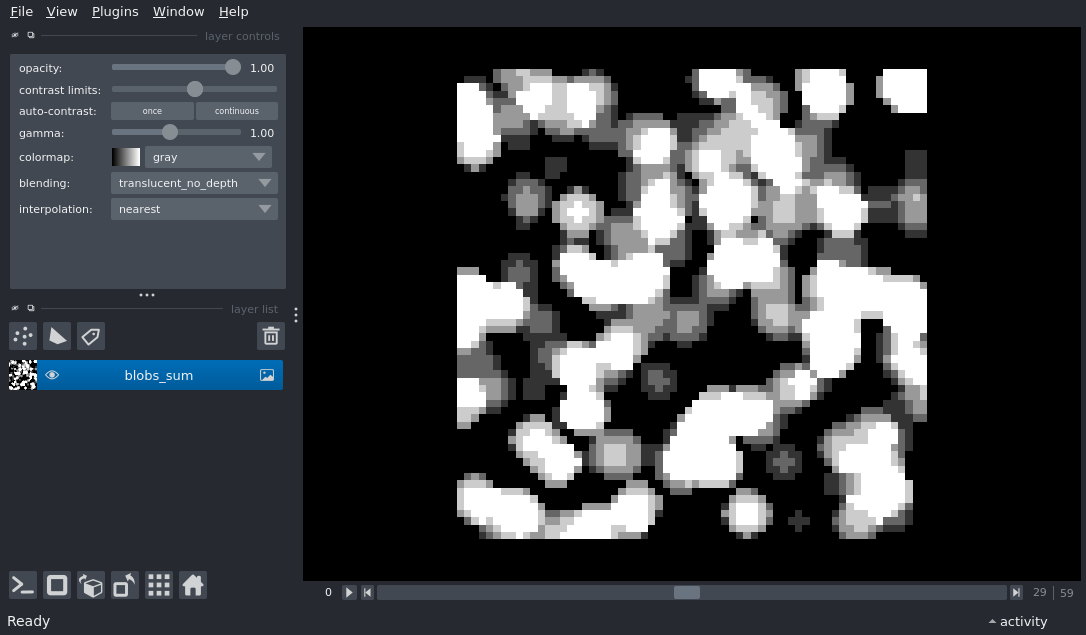 File View Plugins Window Help
layer controls
opacity: 1.00
contrast limits:
auto-contrast: once continuous
gamma: 1.00
colormap: gray
blending: translucent_no_depth
interpolation: nearest
layer list
blobs_sum
0 29 59
Ready activity